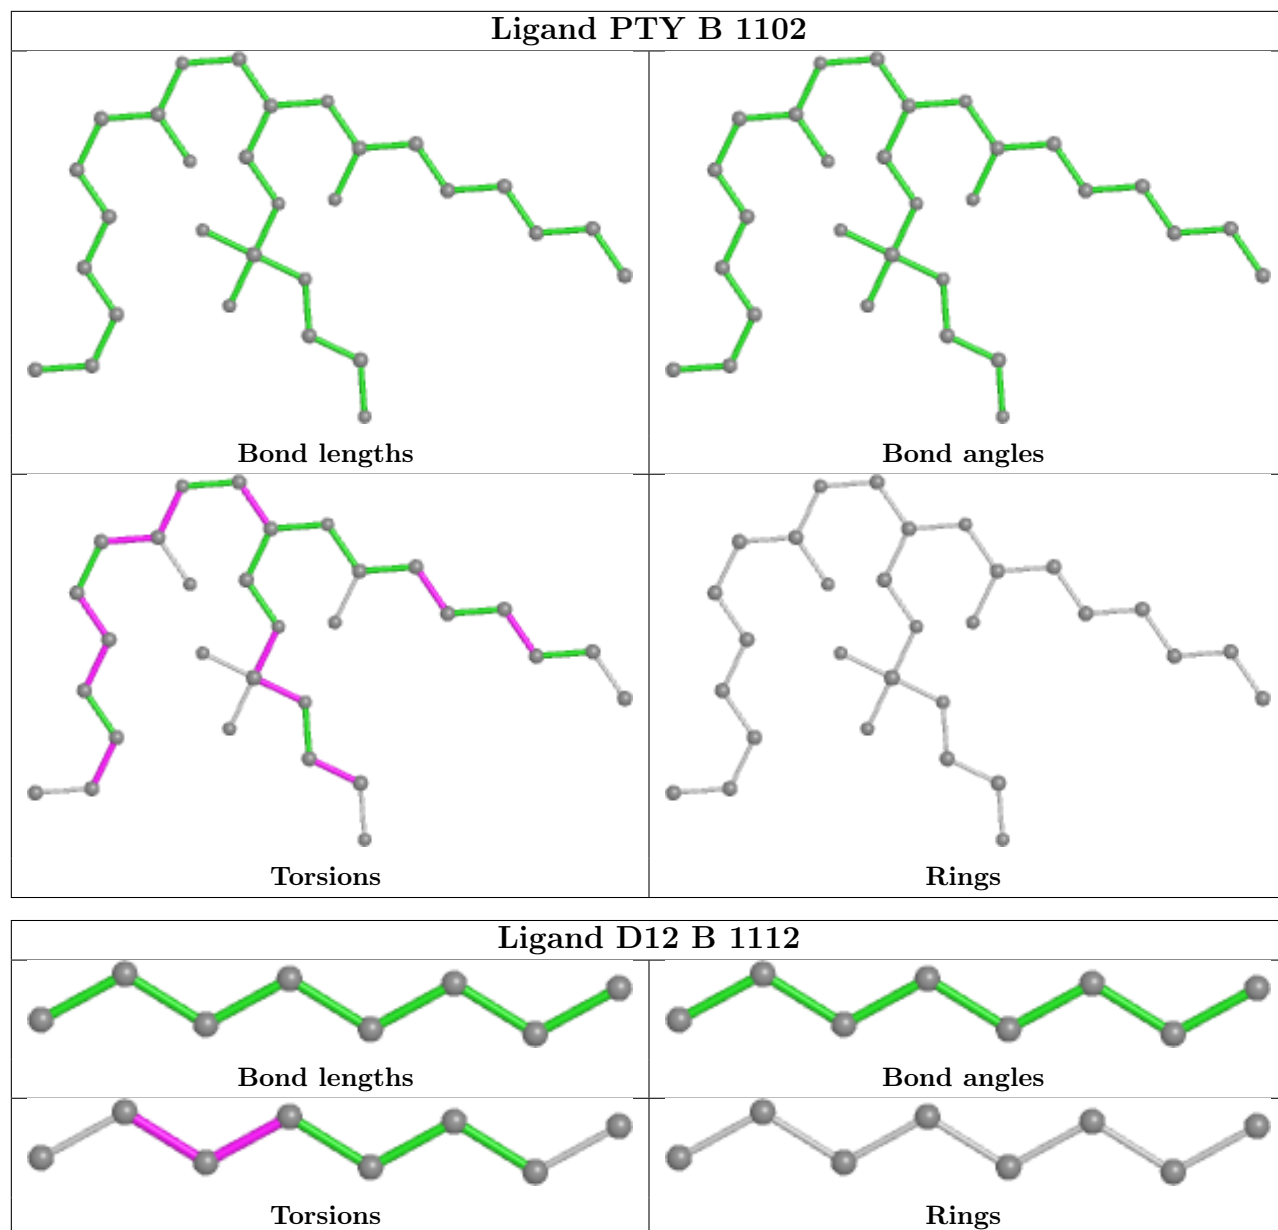 Ligand PTY B 1102
Bond lengths
Bond angles
Torsions
Rings
Ligand D12 B 1112
Bond lengths
Bond angles
Torsions
Rings